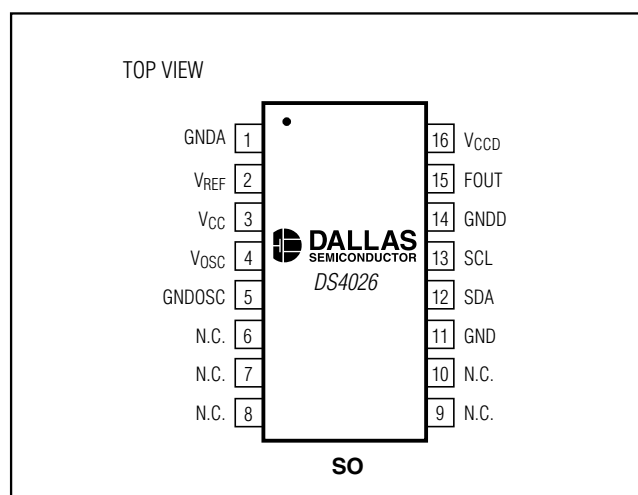 TOP VIEW
GNDA 1
VREF 2
VCC 3
VOSC 4
GNDOSC 5
N.C. 6
N.C. 7
N.C. 8
DALLAS
SEMICONDUCTOR
DS4026
16 VCCD
15 FOUT
14 GNDD
13 SCL
12 SDA
11 GND
10 N.C.
9 N.C.
SO